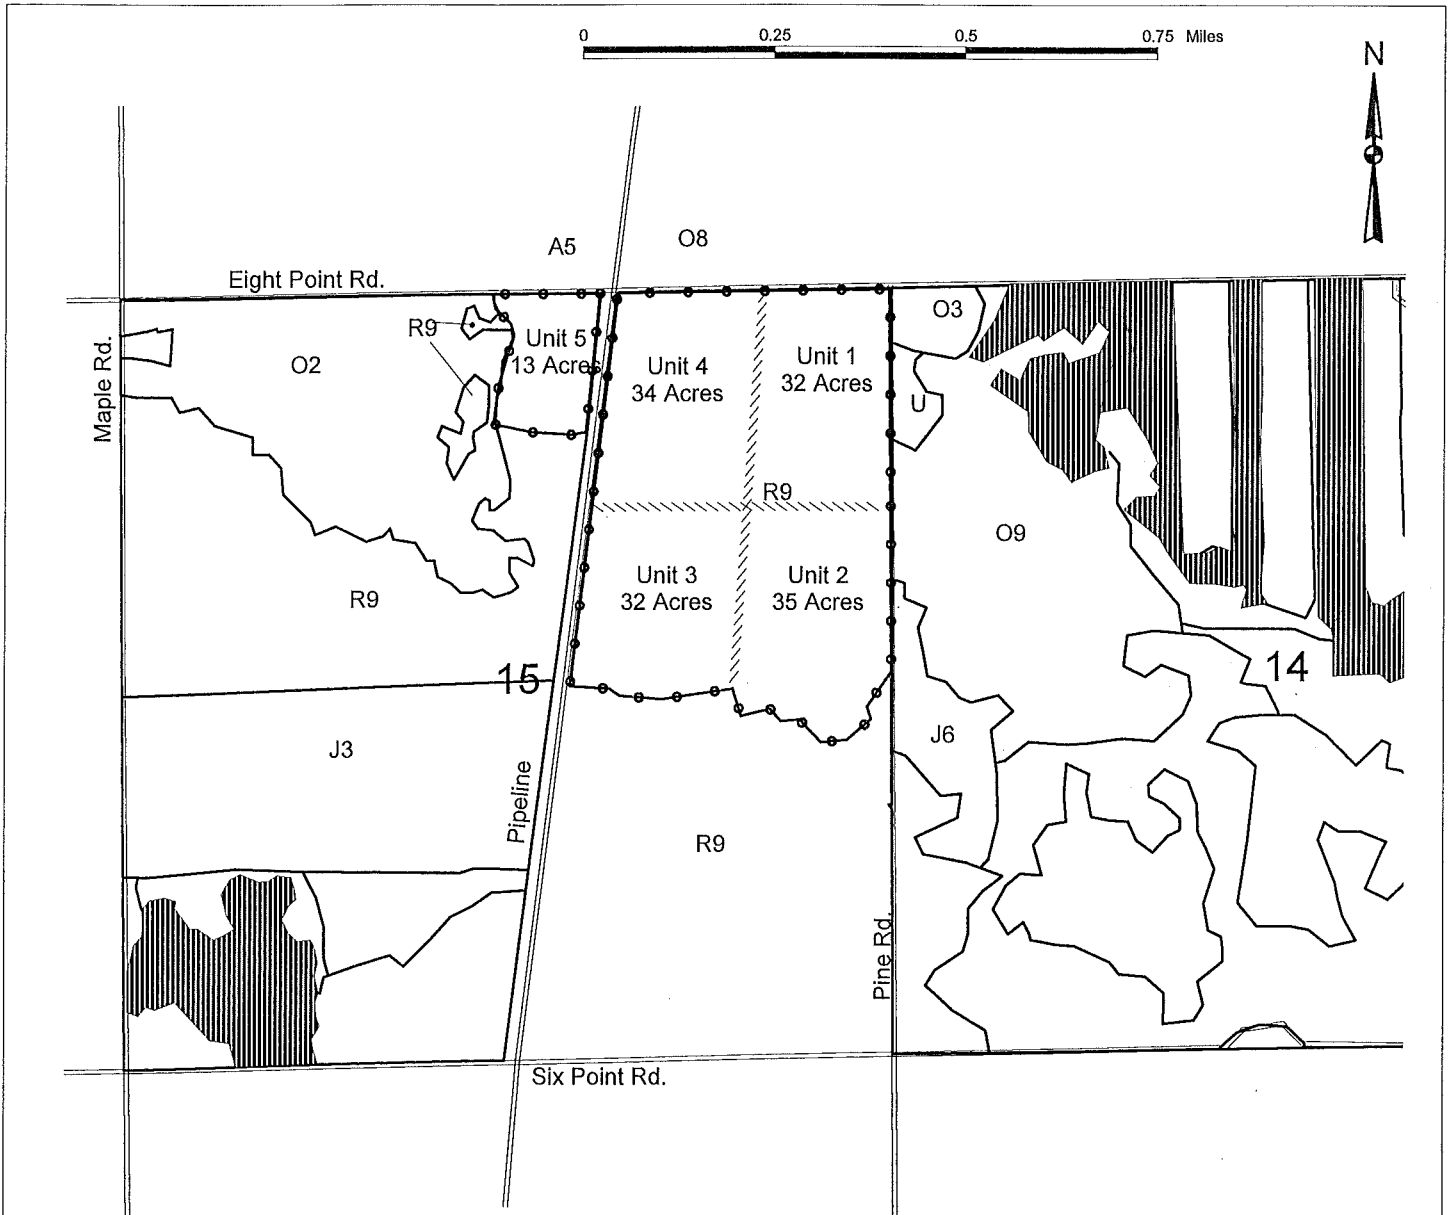 0 0.25 0.5 0.75 Miles
N
A5
O8
Eight Point Rd.
O3
R9
Unit 5
13 Acres
Unit 4
34 Acres
Unit 1
32 Acres
O2
Maple Rd.
U
R9
O9
Unit 3
32 Acres
Unit 2
35 Acres
R9
15
14
J3
J6
Pipeline
R9
Pine Rd.
Six Point Rd.